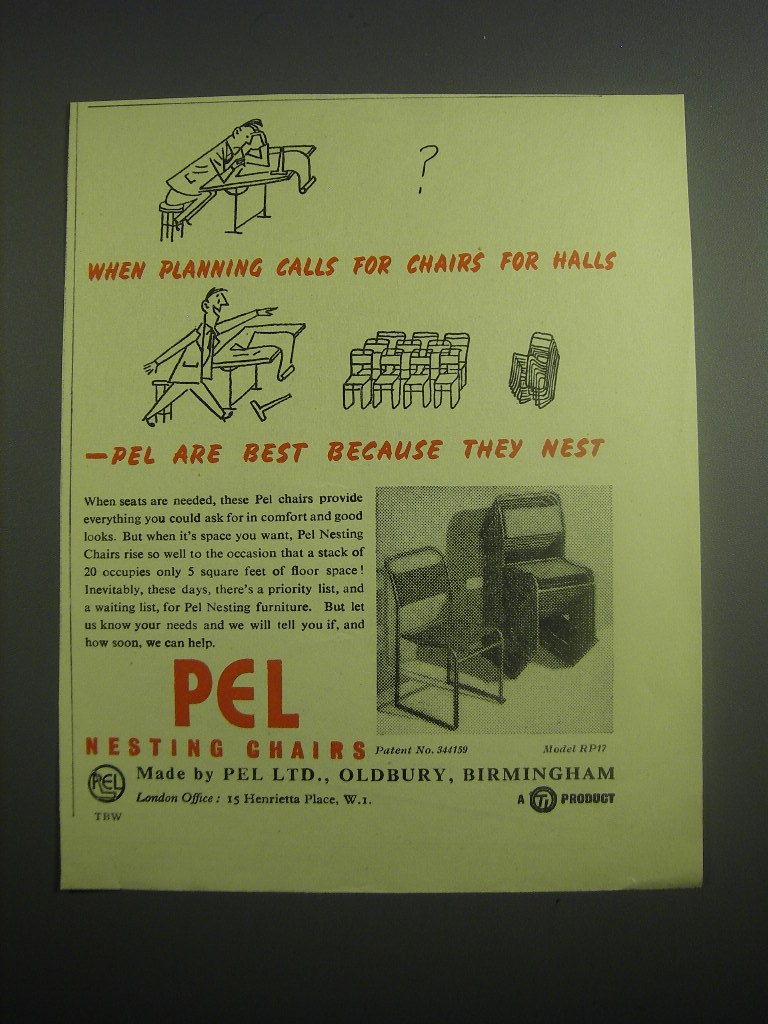 ?
WHEN PLANNING CALLS FOR CHAIRS FOR HALLS
—PEL ARE BEST BECAUSE THEY NEST
When seats are needed, these Pel chairs provide
everything you could ask for in comfort and good
looks. But when it's space you want, Pel Nesting
Chairs rise so well to the occasion that a stack of
20 occupies only 5 square feet of floor space!
Inevitably, these days, there's a priority list, and
a waiting list, for Pel Nesting furniture. But let
us know your needs and we will tell you if, and
how soon, we can help.
PEL
NESTING CHAIRS
Patent No. 344159 Model RP17
PEL
Made by PEL LTD., OLDBURY, BIRMINGHAM
London Office: 15 Henrietta Place, W.1.
A TI PRODUCT
TBW